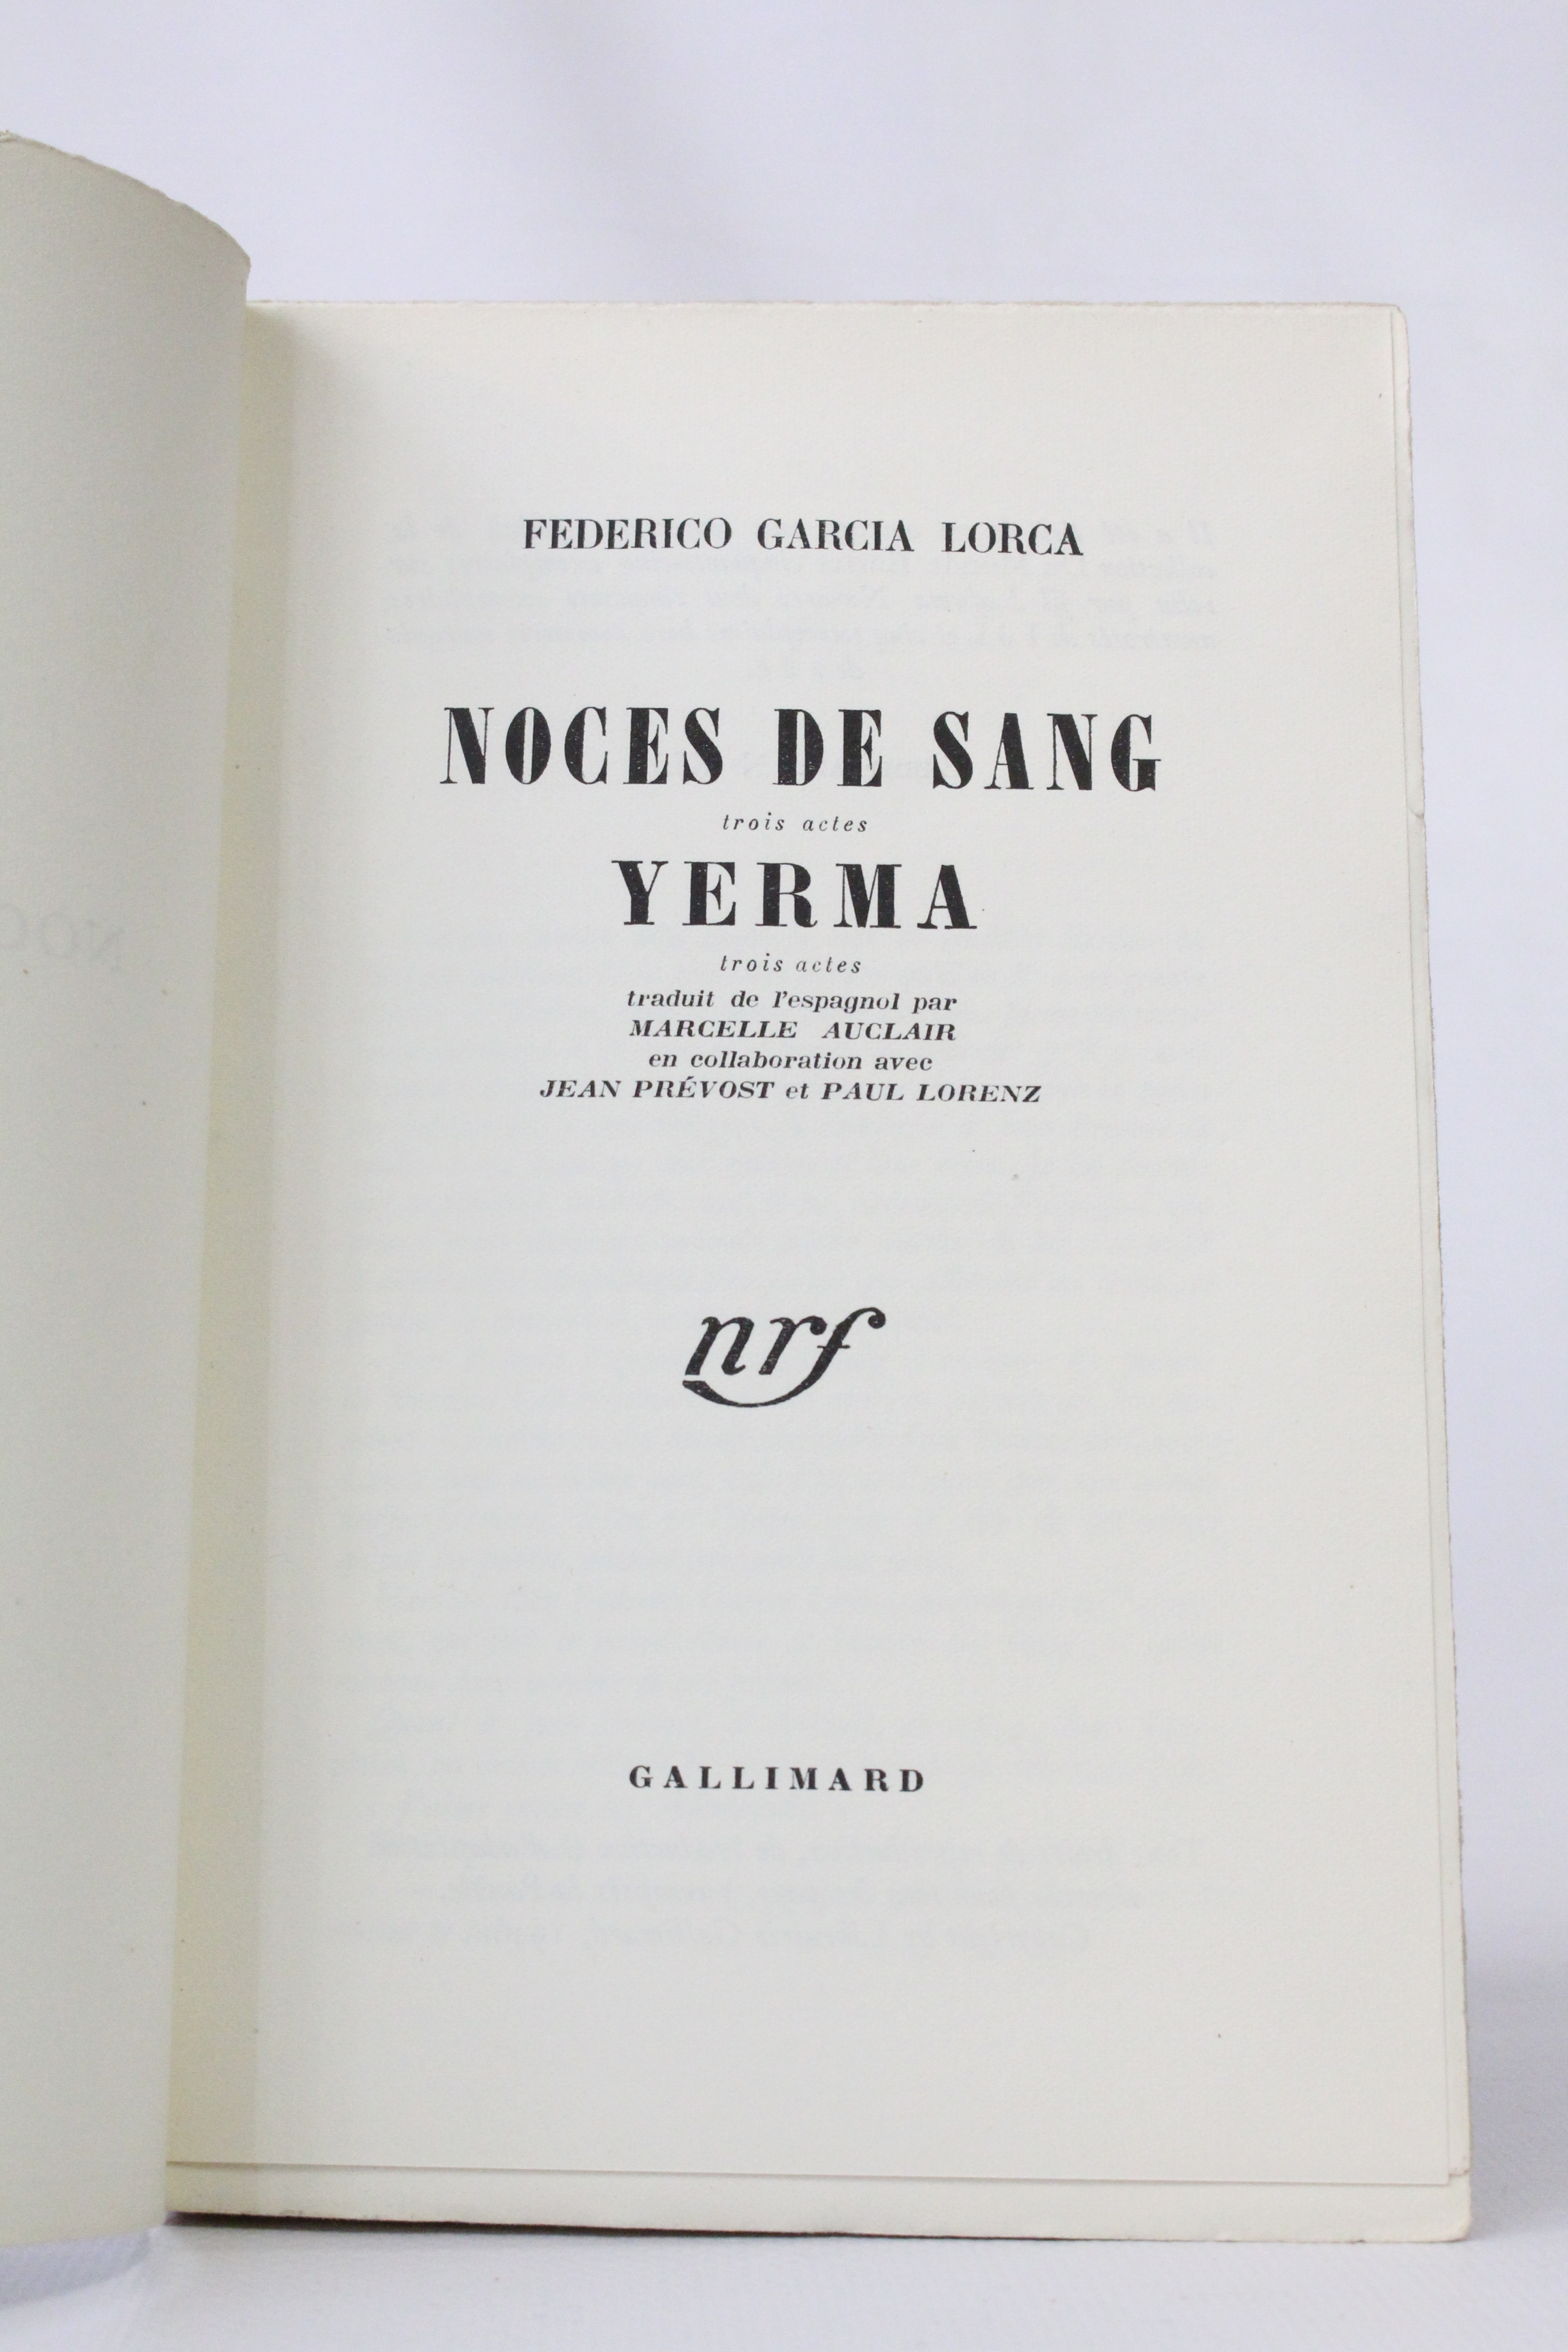 FEDERICO GARCIA LORCA
NOCES DE SANG
trois actes
YERMA
trois actes
traduit de l'espagnol par
MARCELLE AUCLAIR
en collaboration avec
JEAN PRÉVOST et PAUL LORENZ
nrf
GALLIMARD